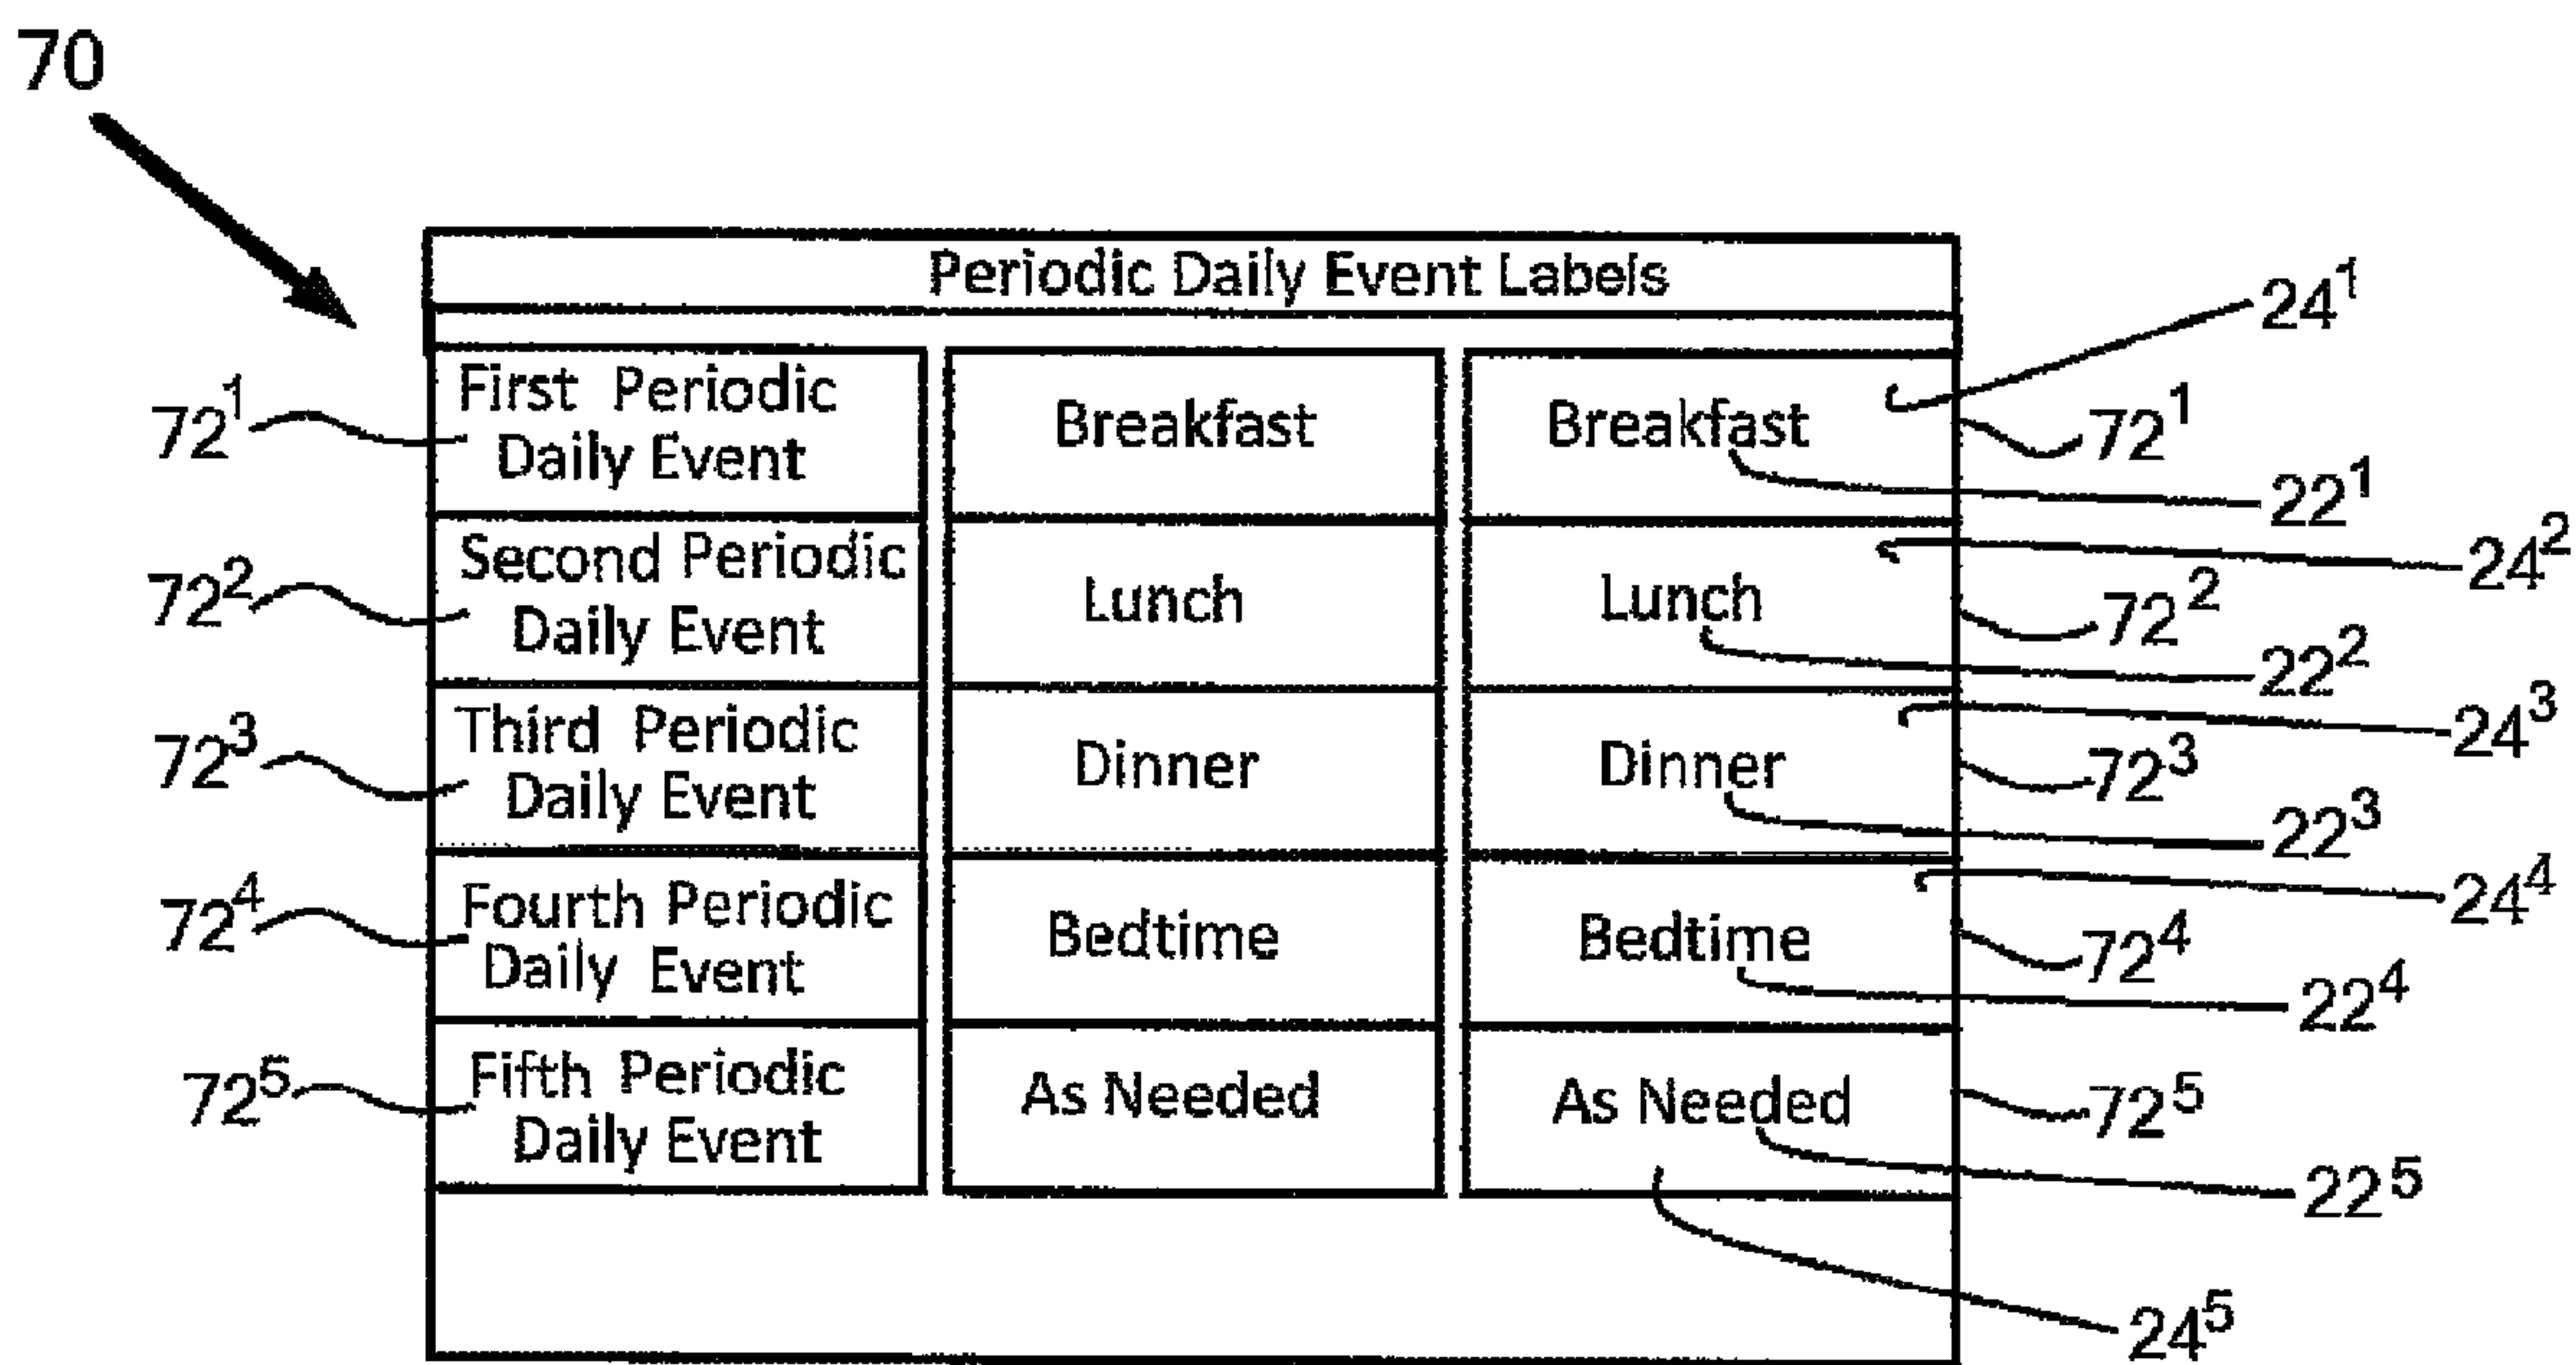 70
Periodic Daily Event Labels
24¹
72¹ First Periodic Daily Event Breakfast Breakfast 72¹
22¹
24²
72² Second Periodic Daily Event Lunch Lunch 72²
22²
24³
72³ Third Periodic Daily Event Dinner Dinner 72³
22³
24⁴
72⁴ Fourth Periodic Daily Event Bedtime Bedtime 72⁴
22⁴
72⁵ Fifth Periodic Daily Event As Needed As Needed 72⁵
22⁵
24⁵